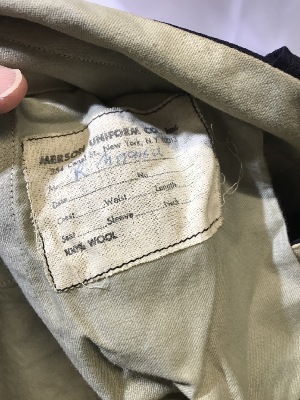 MERSON UNIFORM CO.
New York, N.Y.
Date No
Chest Waist Length
Seat Sleeve Neck
100% WOOL